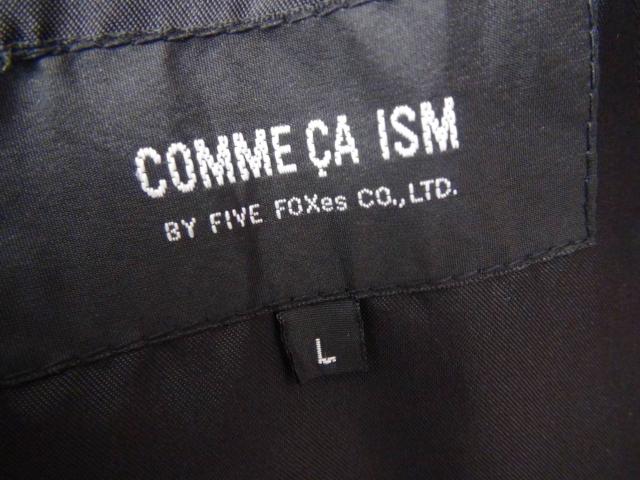 COMME ÇA ISM
BY FIVE FOXes CO., LTD.
L